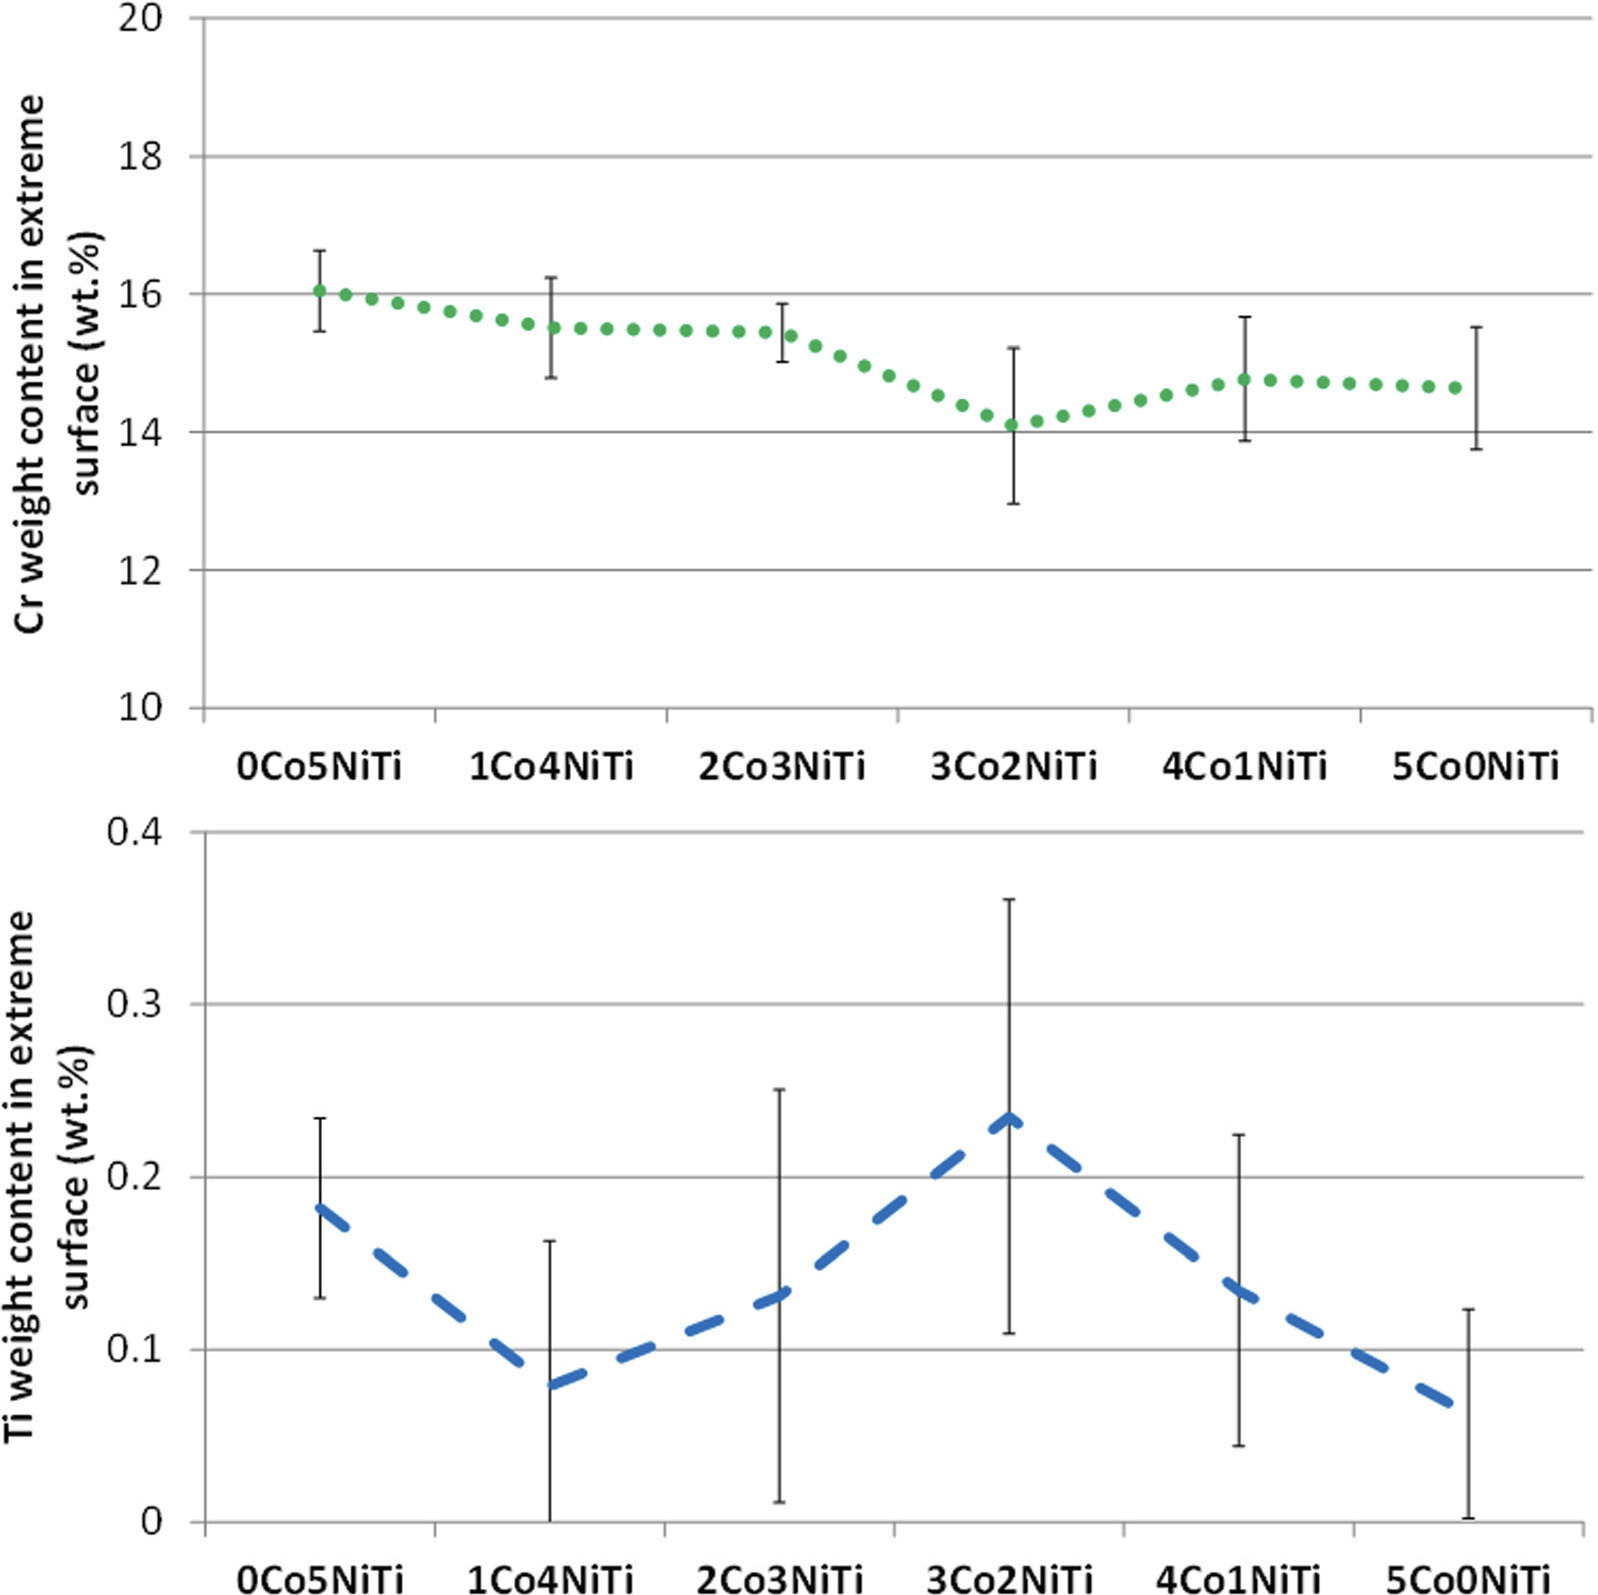 Cr weight content in extreme
surface (wt.%)
20
18
16
14
12
10
0Co5NiTi 1Co4NiTi 2Co3NiTi 3Co2NiTi 4Co1NiTi 5Co0NiTi
Ti weight content in extreme
surface (wt.%)
0.4
0.3
0.2
0.1
0
0Co5NiTi 1Co4NiTi 2Co3NiTi 3Co2NiTi 4Co1NiTi 5Co0NiTi